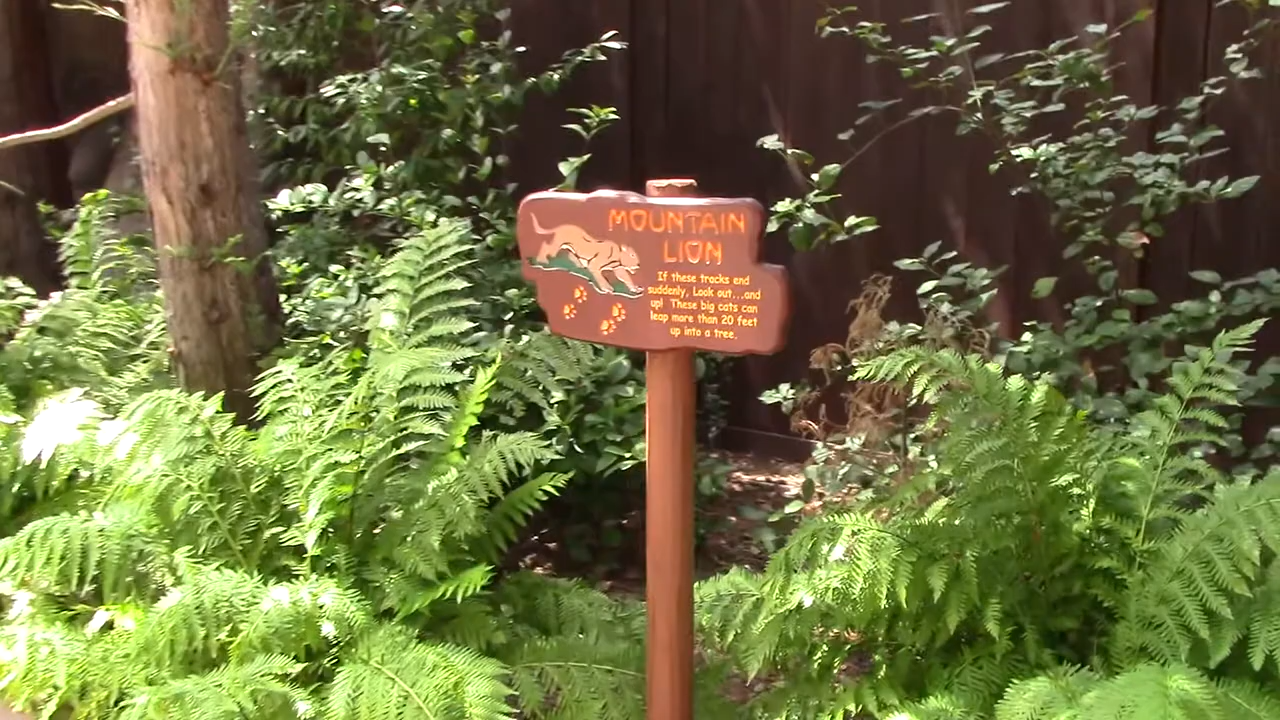 MOUNTAIN
LION
If these tracks end
suddenly, Look out...and
up! These big cats can
leap more than 20 feet
up into a tree.